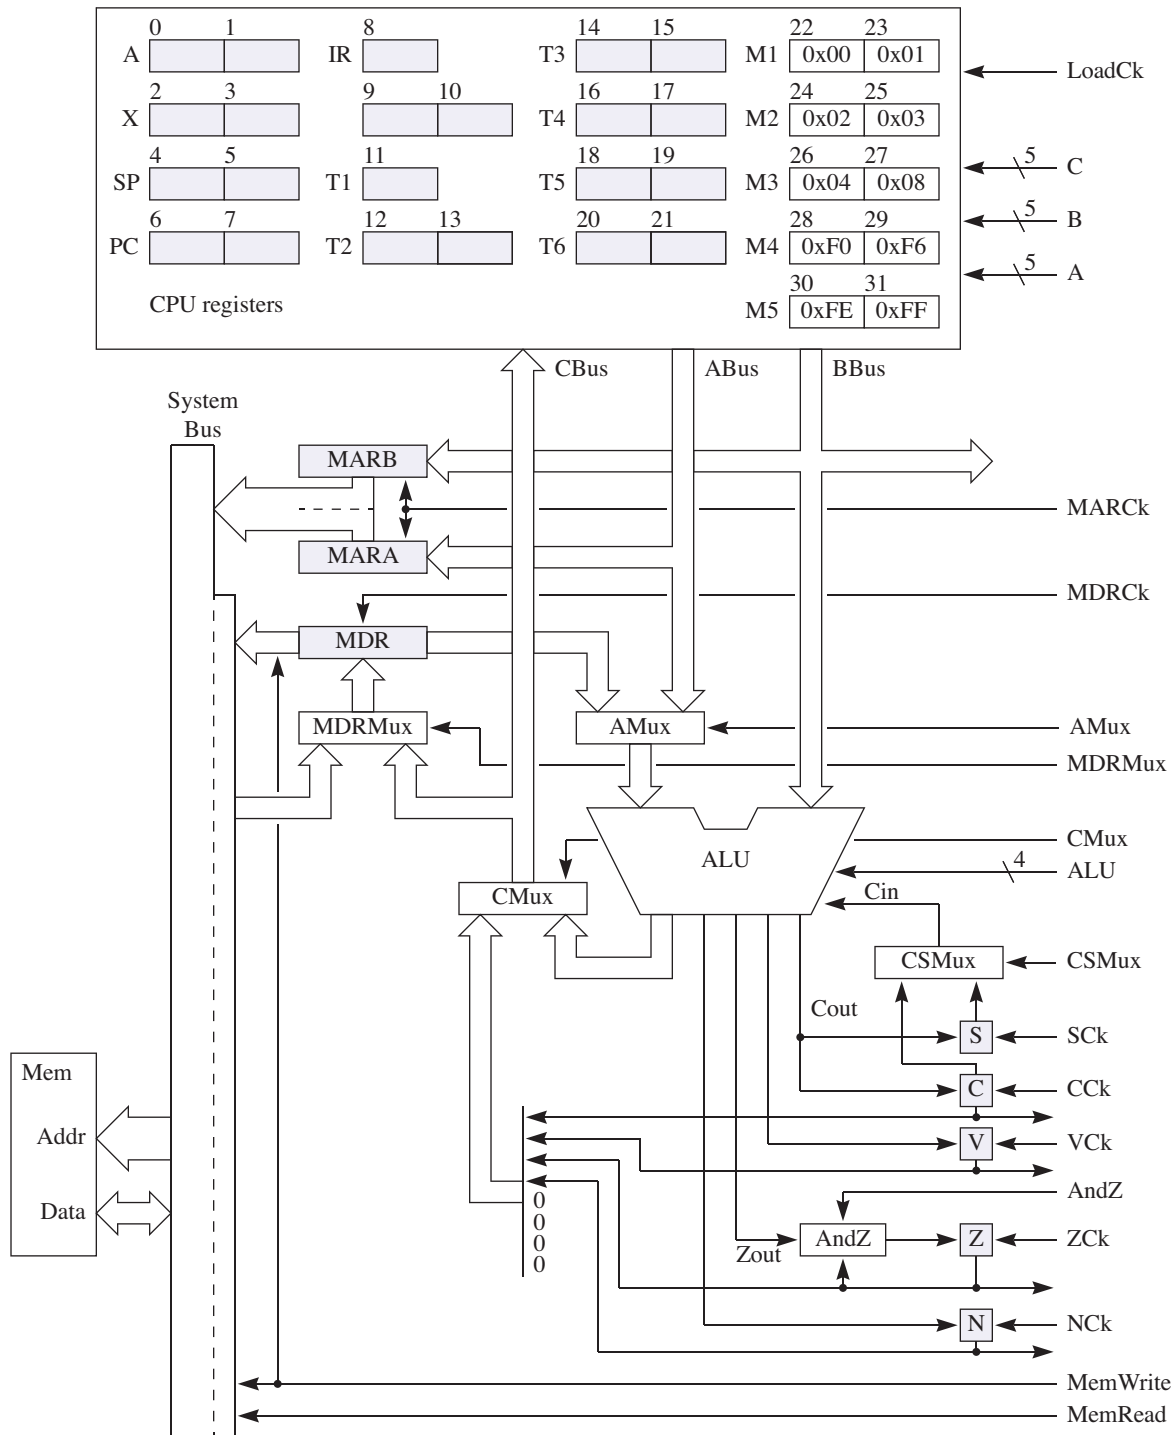 0 1 8 14 15 22 23
A IR T3 M1 0x00 0x01
LoadCk
2 3 9 10 16 17 24 25
X T4 M2 0x02 0x03
4 5 11 18 19 26 27
5 C
SP T1 T5 M3 0x04 0x08
6 7 12 13 20 21 28 29
5 B
PC T2 T6 M4 0xF0 0xF6
5 A
30 31
CPU registers M5 0xFE 0xFF
CBus ABus BBus
System
Bus
MARB
MARCk
MARA
MDRCk
MDR
MDRMux AMux AMux
MDRMux
CMux
ALU
4 ALU
Cin
CMux
CSMux CSMux
Cout
S SCk
Mem
C CCk
Addr
V VCk
AndZ
Data
0
0
0
0
Zout AndZ Z ZCk
N NCk
MemWrite
MemRead